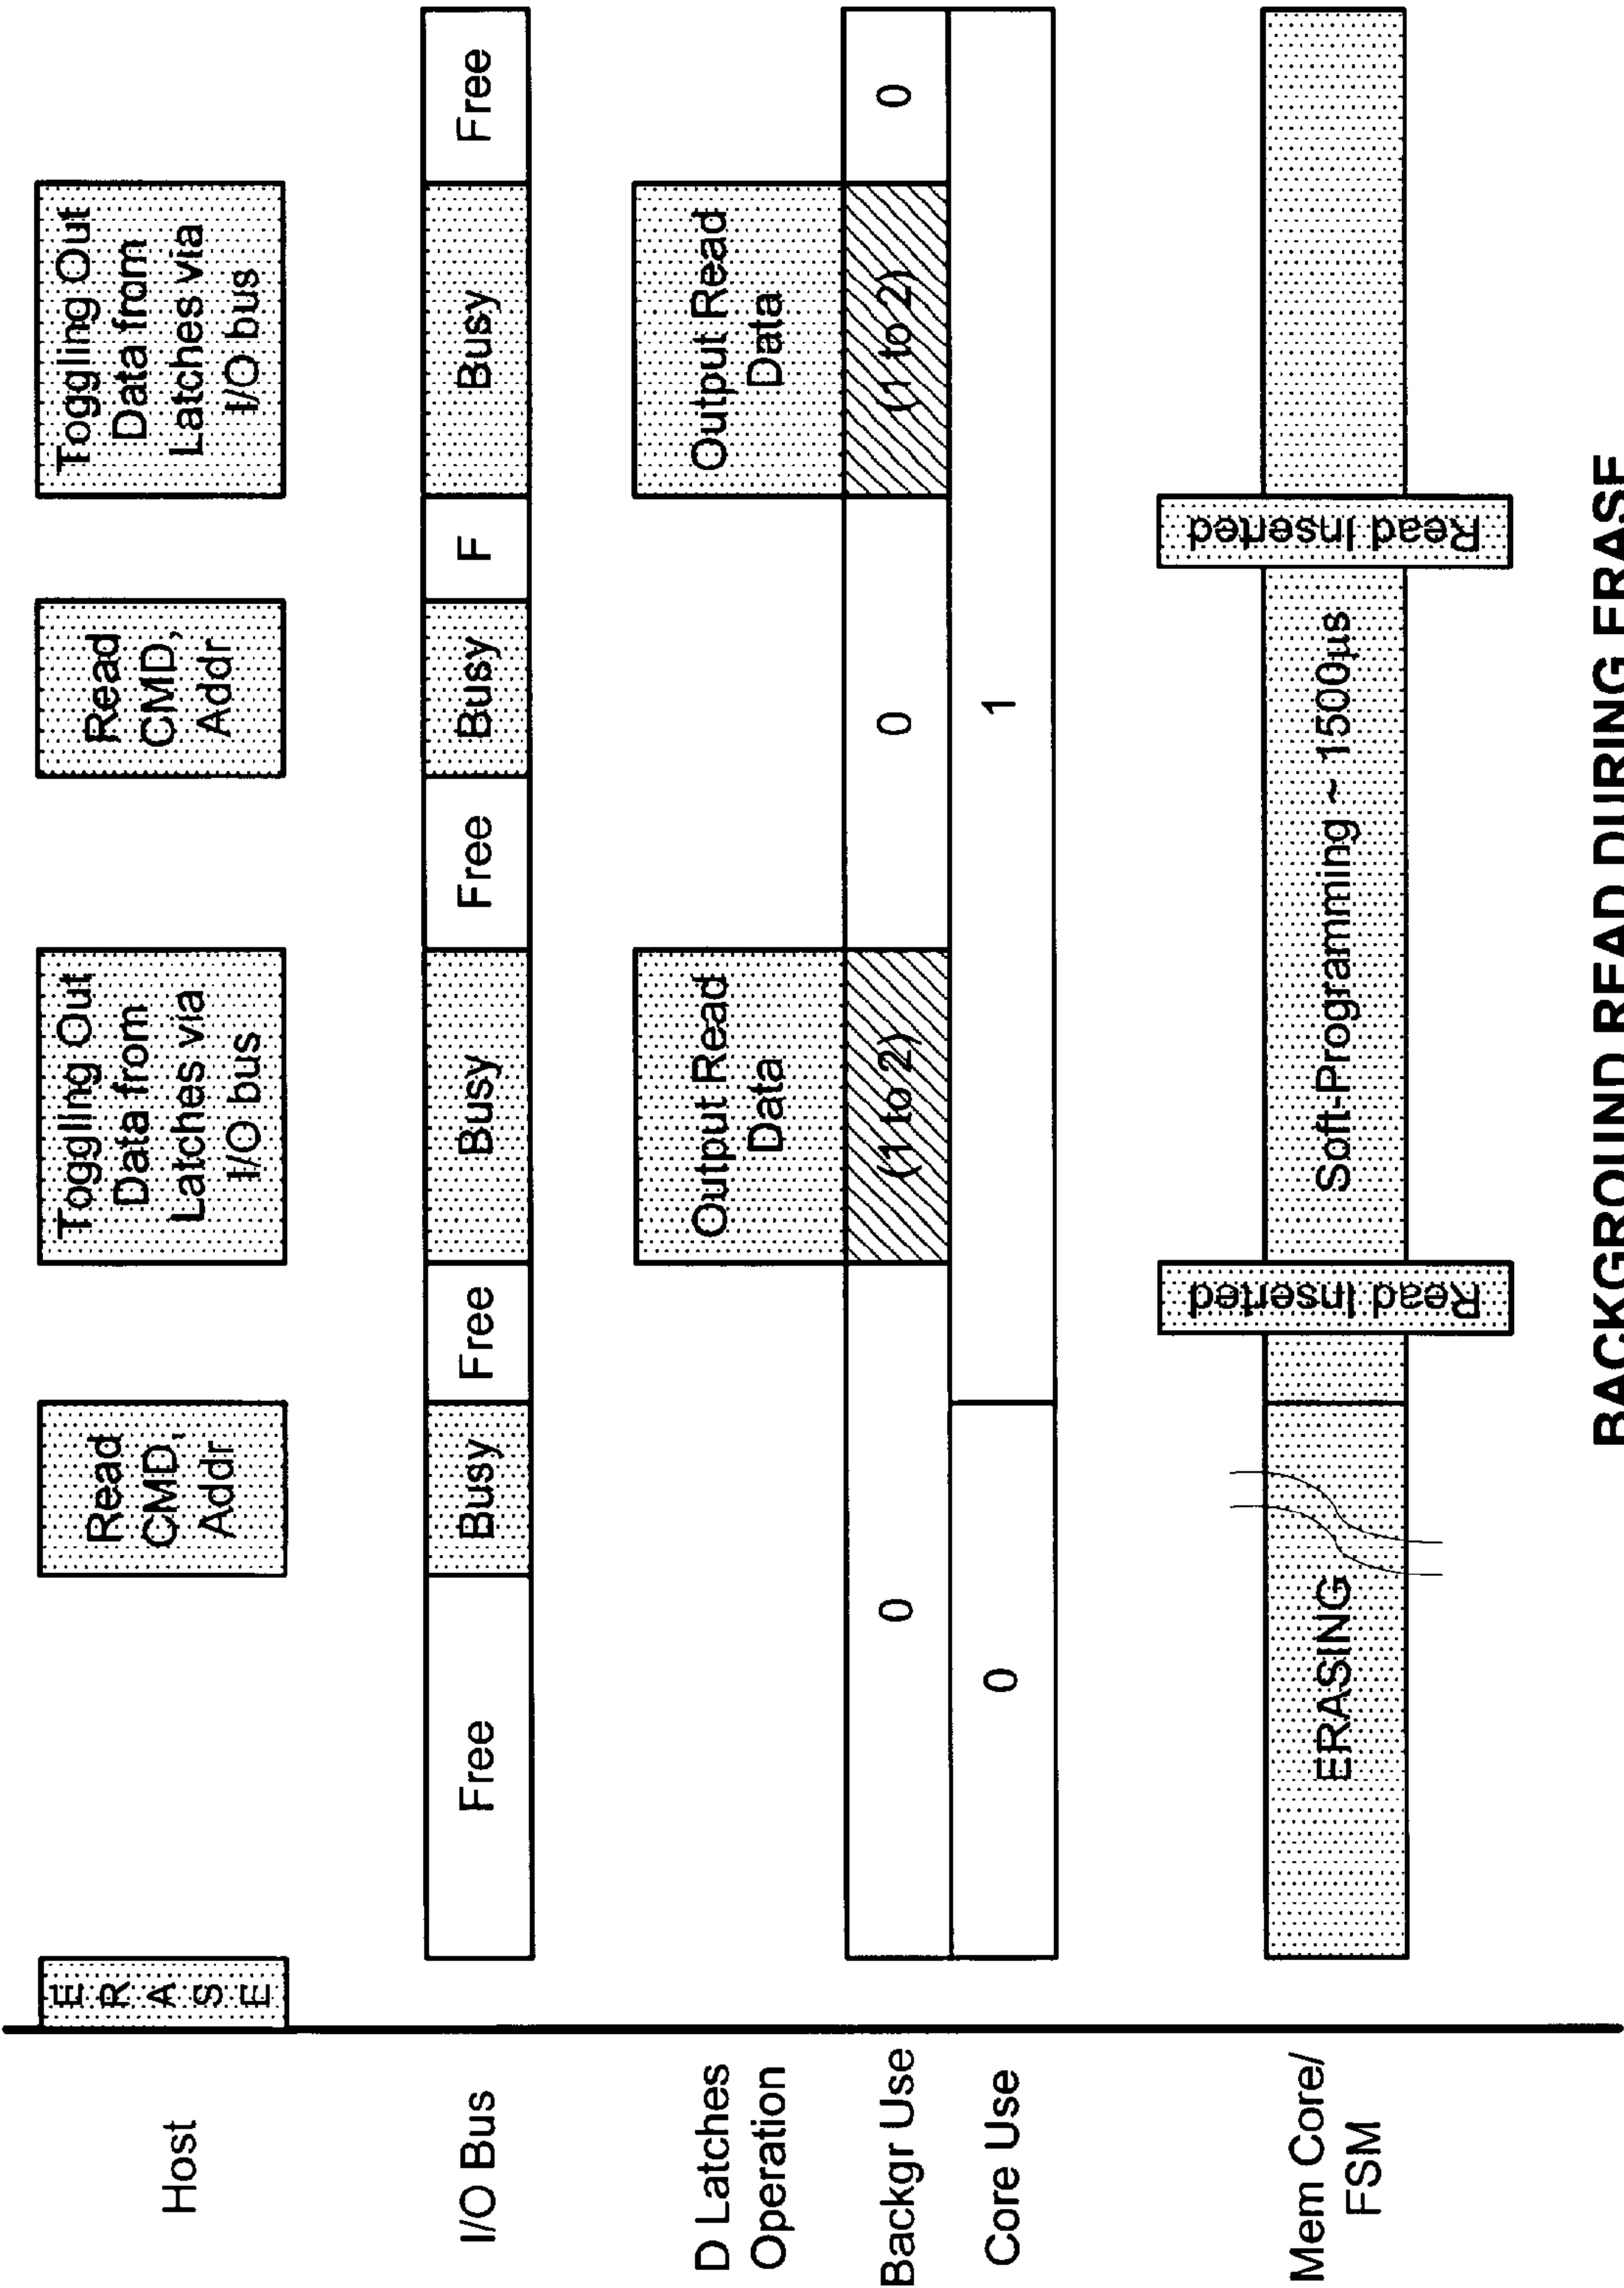 Host
E
R
A
S
E
Read
CMD,
Addr
Toggling Out
Data from
Latches via
I/O bus
Read
CMD,
Addr
Toggling Out
Data from
Latches via
I/O bus
I/O Bus
Free
Busy
Free
Busy
Free
Busy
F
Busy
Free
D Latches
Operation
Output Read
Data
Output Read
Data
Backgr Use
0
(1 to 2)
0
(1 to 2)
0
Core Use
0
1
Mem Core/
FSM
ERASING
Read Inserted
Soft-Programming ~ 1500µs
Read Inserted
BACKGROUND READ DURING ERASE